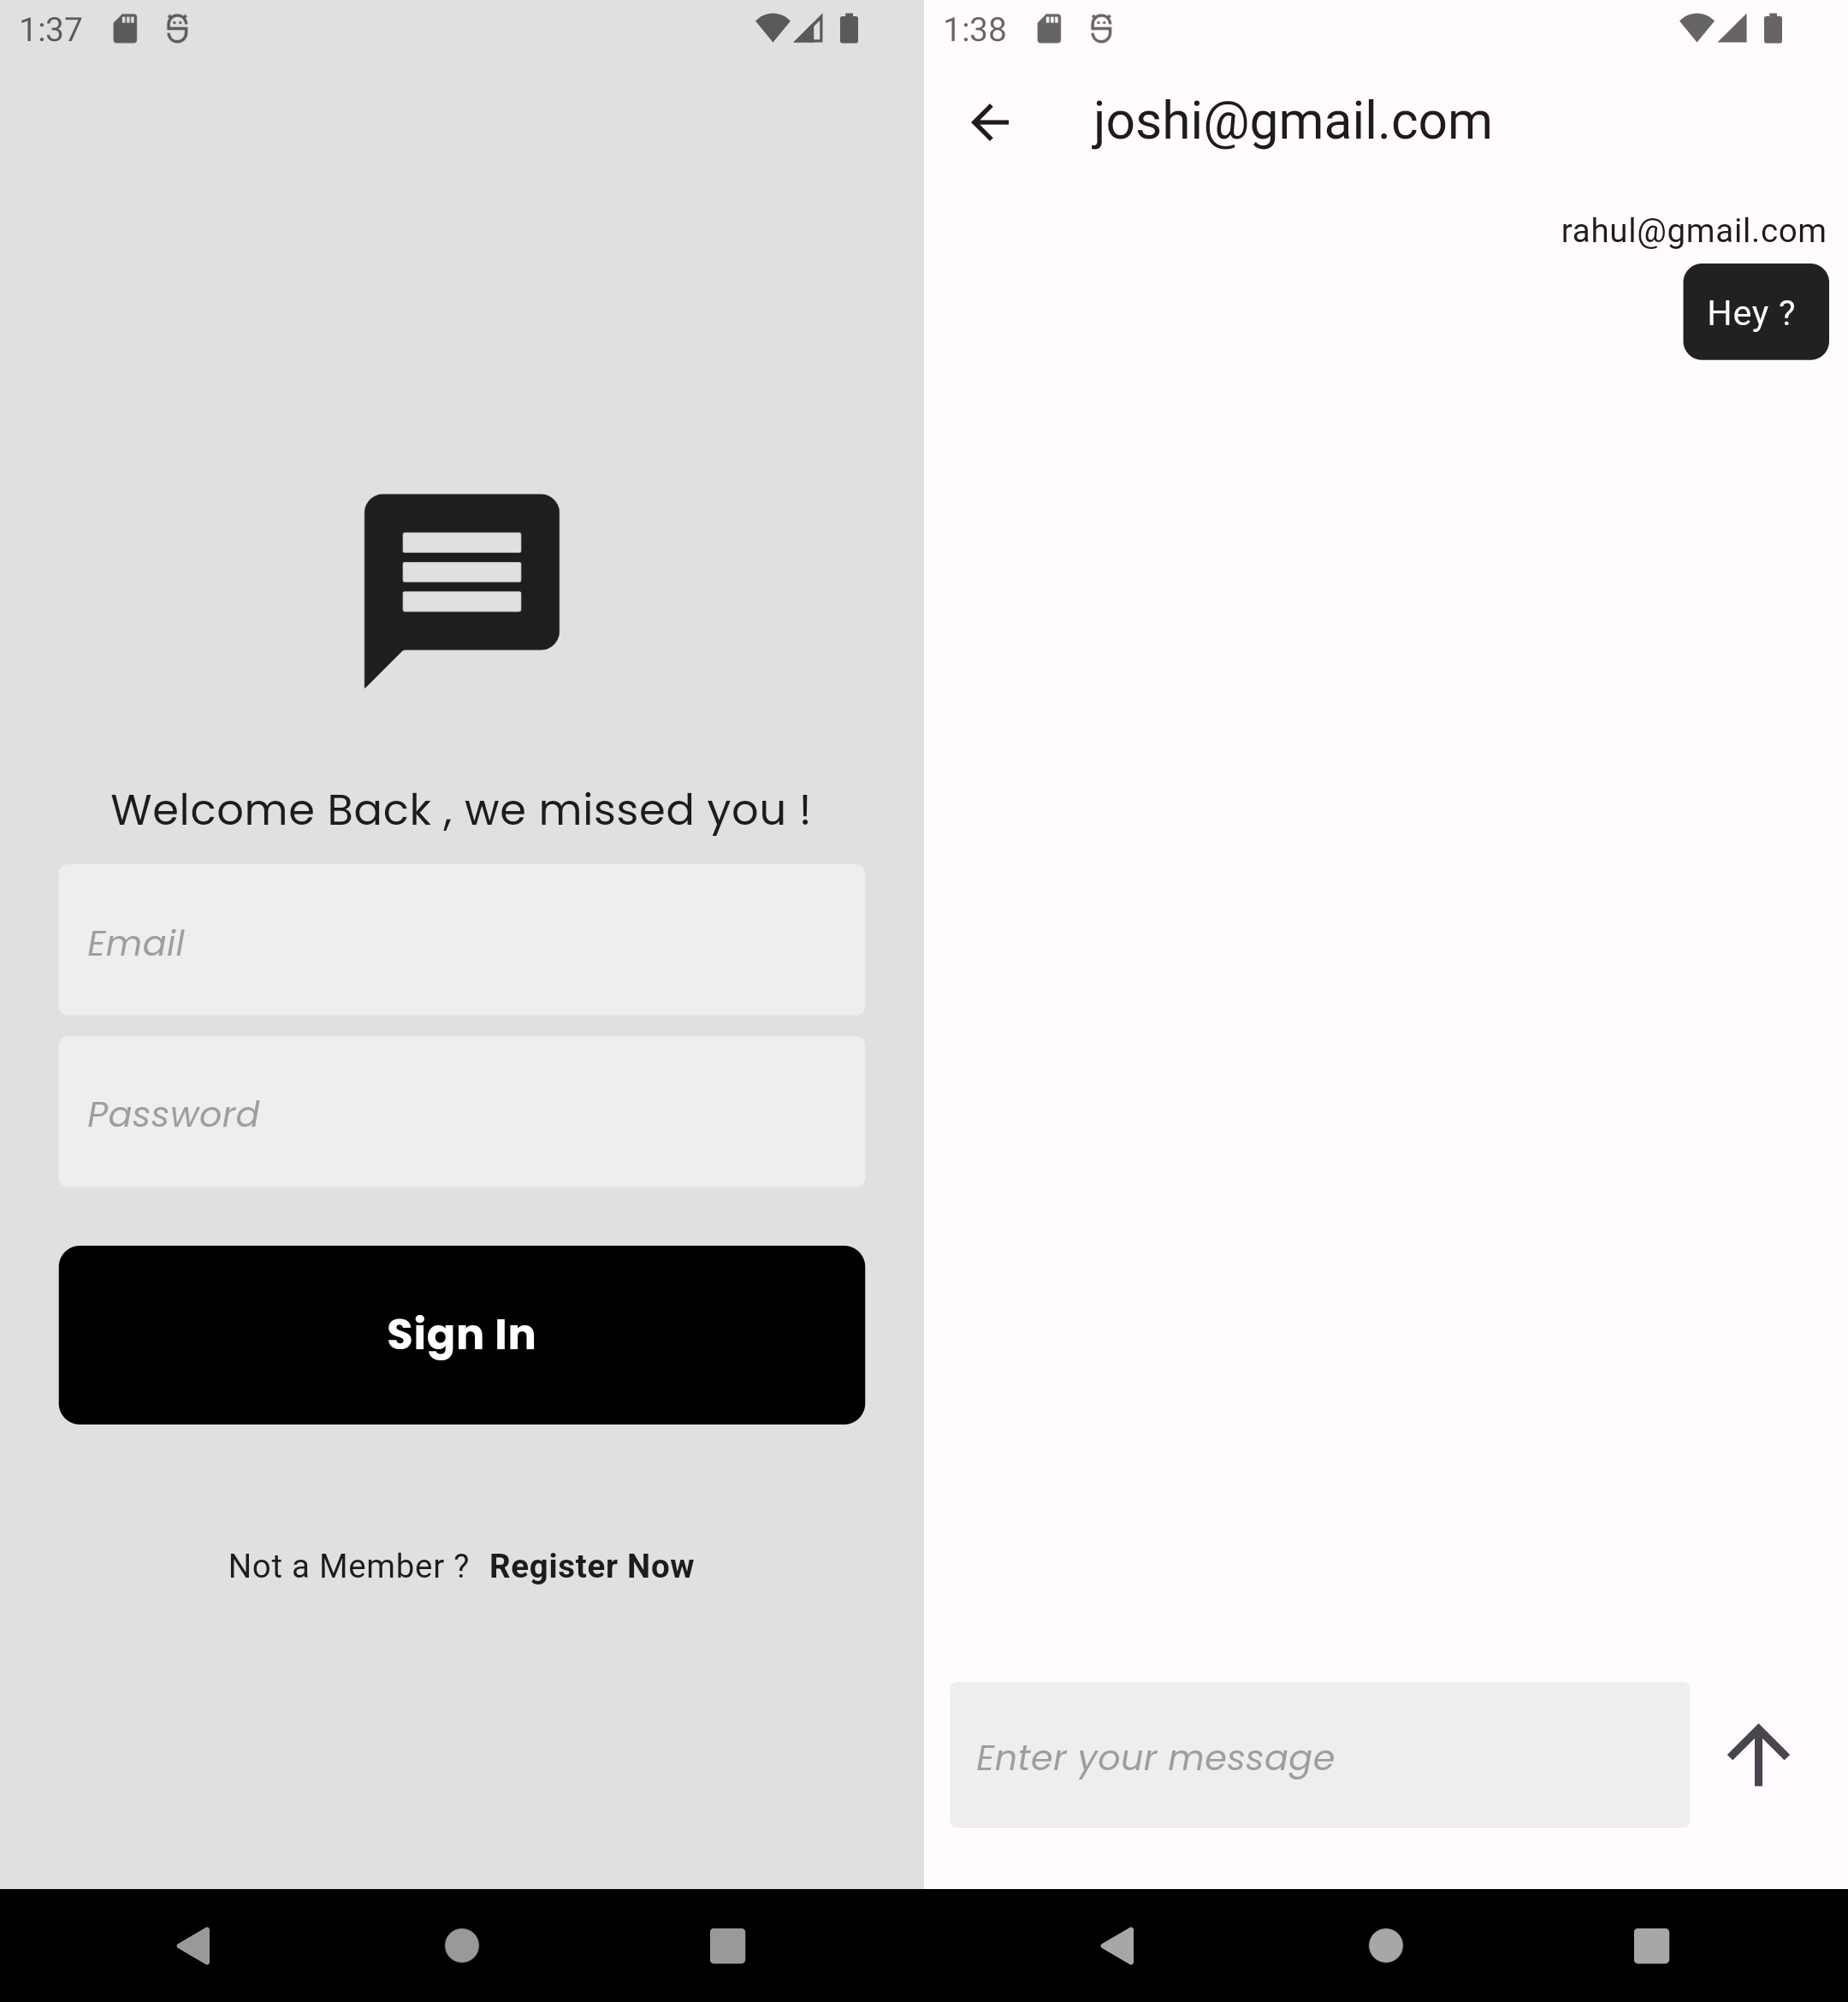 1:37
Welcome Back , we missed you !
Email
Password
Sign In
Not a Member ? Register Now
1:38
joshi@gmail.com
rahul@gmail.com
Hey ?
Enter your message